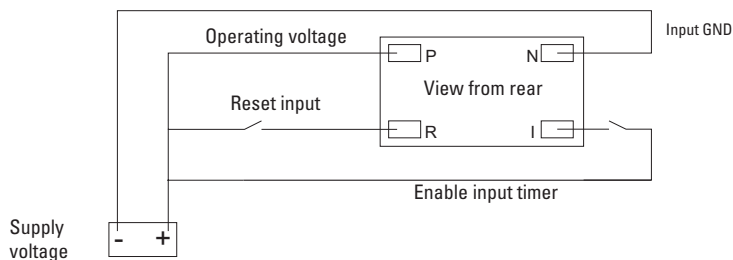 Operating voltage
Input GND
P
N
View from rear
Reset input
R
I
Enable input timer
Supply
voltage
- +